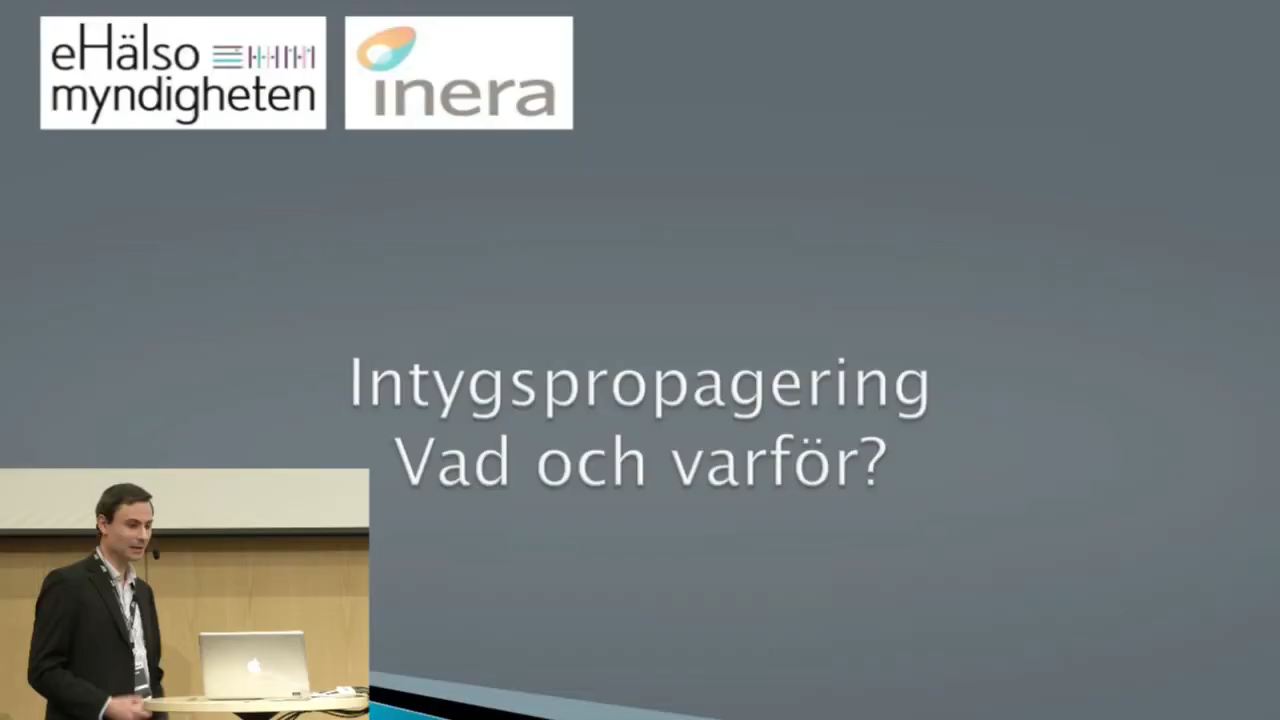 eHälso
myndigheten
inera
Intygspropagering
Vad och varför?